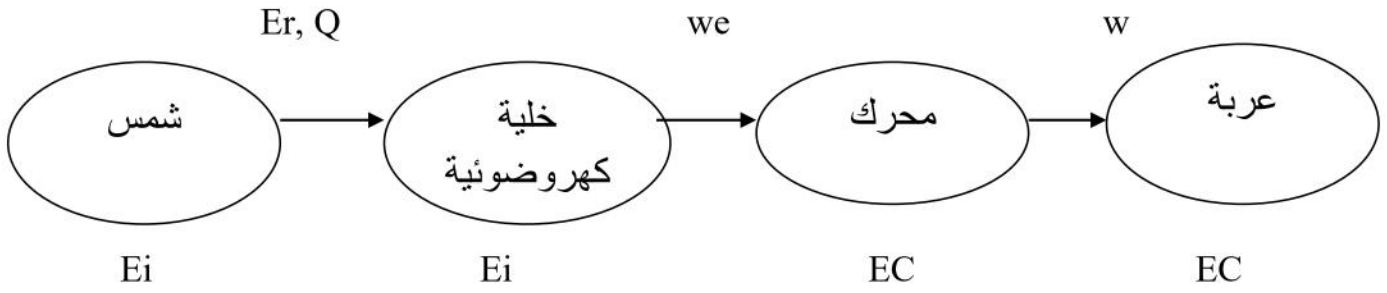 Er, Q we w
شمس
خلية
كهروضوئية
محرك
عربة
Ei Ei EC EC